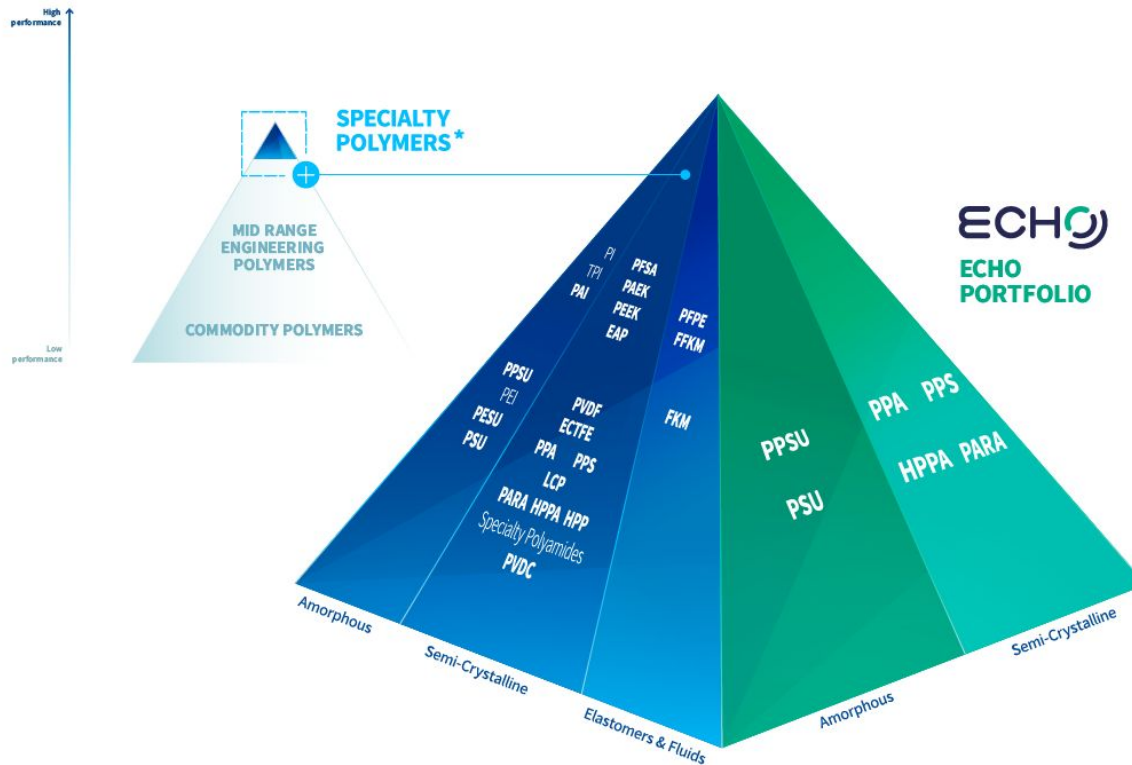 High
performance
Low
performance
SPECIALTY
POLYMERS*
MID RANGE
ENGINEERING
POLYMERS
COMMODITY POLYMERS
PI
TPI
PAI
PPSU
PEI
PESU
PSU
PFSA
PAEK
PEEK
EAP
PVDF
ECTFE
PPA PPS
LCP
PARA HPPA HPP
Specialty Polyamides
PVDC
PFPE
FFKM
FKM
PPSU
PSU
PPA PPS
HPPA PARA
ECHO
ECHO
PORTFOLIO
Amorphous
Semi-Crystalline
Elastomers & Fluids
Amorphous
Semi-Crystalline